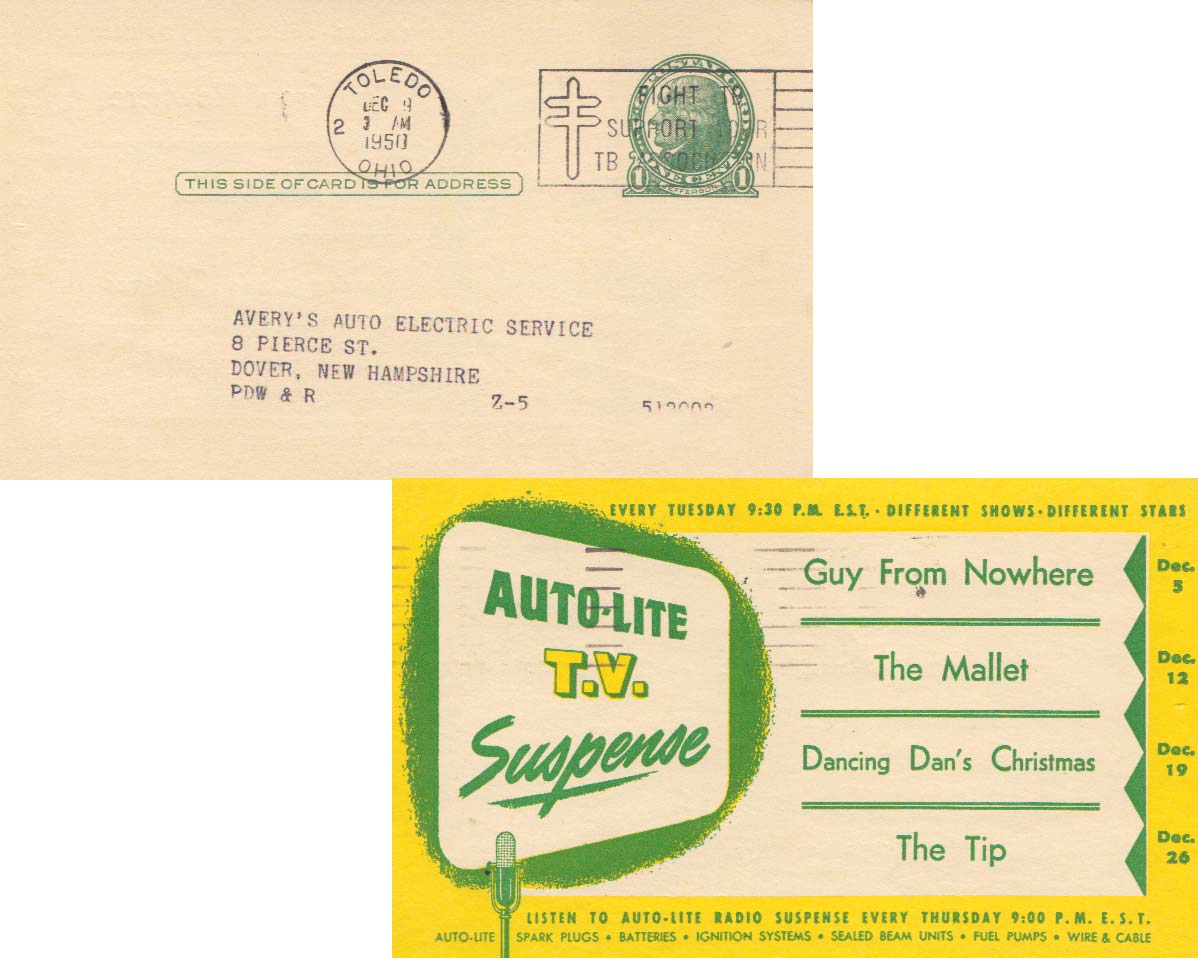 TOLEDO
DEC 9
2 3 AM
1950
OHIO
FIGHT TB
SUPPORT YOUR
TB ASSOCIATION
1 ONE CENT 1
JEFFERSON
THIS SIDE OF CARD IS FOR ADDRESS
AVERY'S AUTO ELECTRIC SERVICE
8 PIERCE ST.
DOVER, NEW HAMPSHIRE
PDW & R Z-5
EVERY TUESDAY 9:30 P.M. E.S.T. · DIFFERENT SHOWS · DIFFERENT STARS
AUTO·LITE
T.V.
Suspense
Guy From Nowhere
Dec. 5
The Mallet
Dec. 12
Dancing Dan's Christmas
Dec. 19
The Tip
Dec. 26
LISTEN TO AUTO-LITE RADIO SUSPENSE EVERY THURSDAY 9:00 P.M. E.S.T.
AUTO-LITE SPARK PLUGS • BATTERIES • IGNITION SYSTEMS • SEALED BEAM UNITS • FUEL PUMPS • WIRE & CABLE